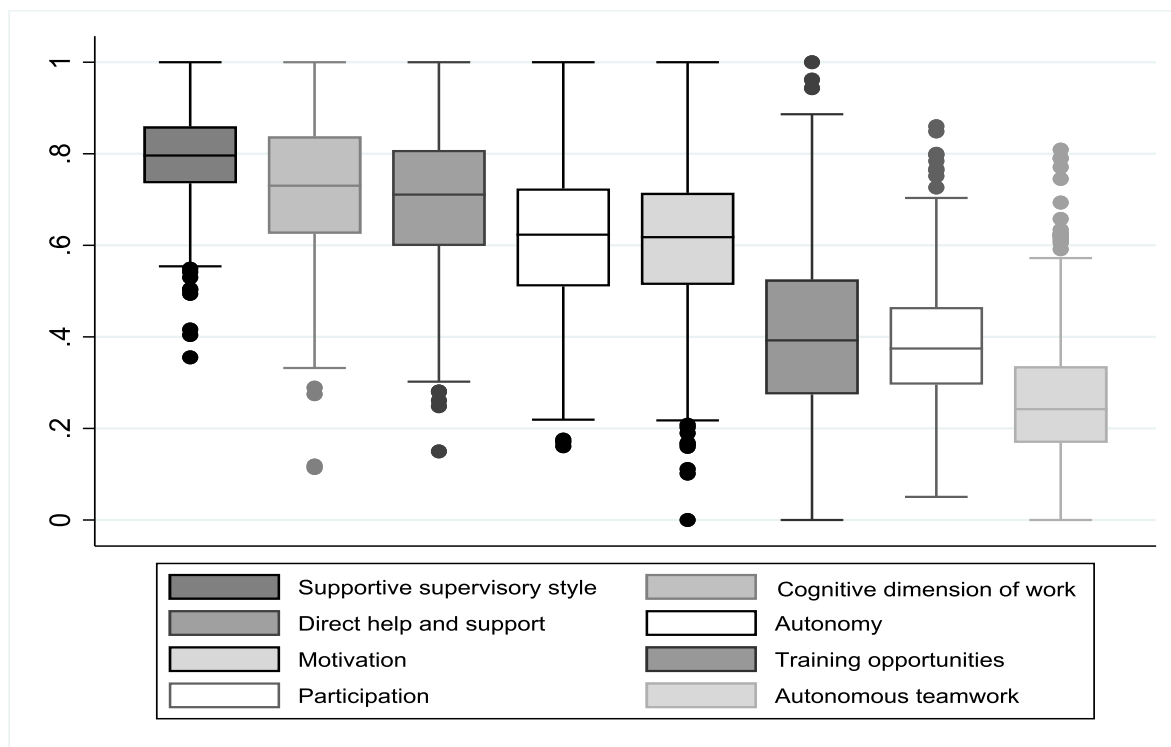 1
.8
.6
.4
.2
0
Supportive supervisory style
Cognitive dimension of work
Direct help and support
Autonomy
Motivation
Training opportunities
Participation
Autonomous teamwork